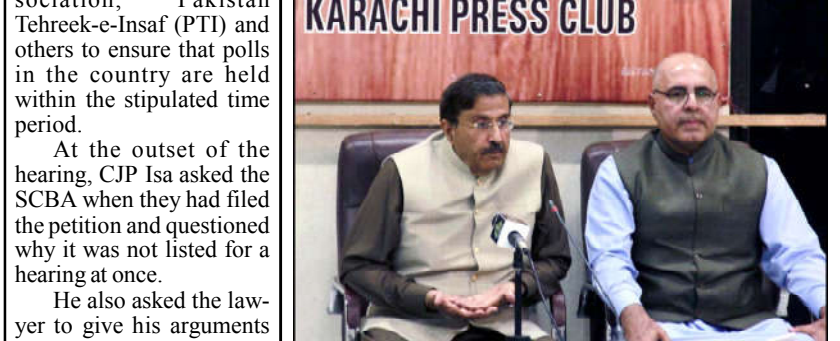 sociation, Pakistan
Tehreek-e-Insaf (PTI) and
others to ensure that polls
in the country are held
within the stipulated time
period.
At the outset of the
hearing, CJP Isa asked the
SCBA when they had filed
the petition and questioned
why it was not listed for a
hearing at once.
He also asked the law-
yer to give his arguments
KARACHI PRESS CLUB